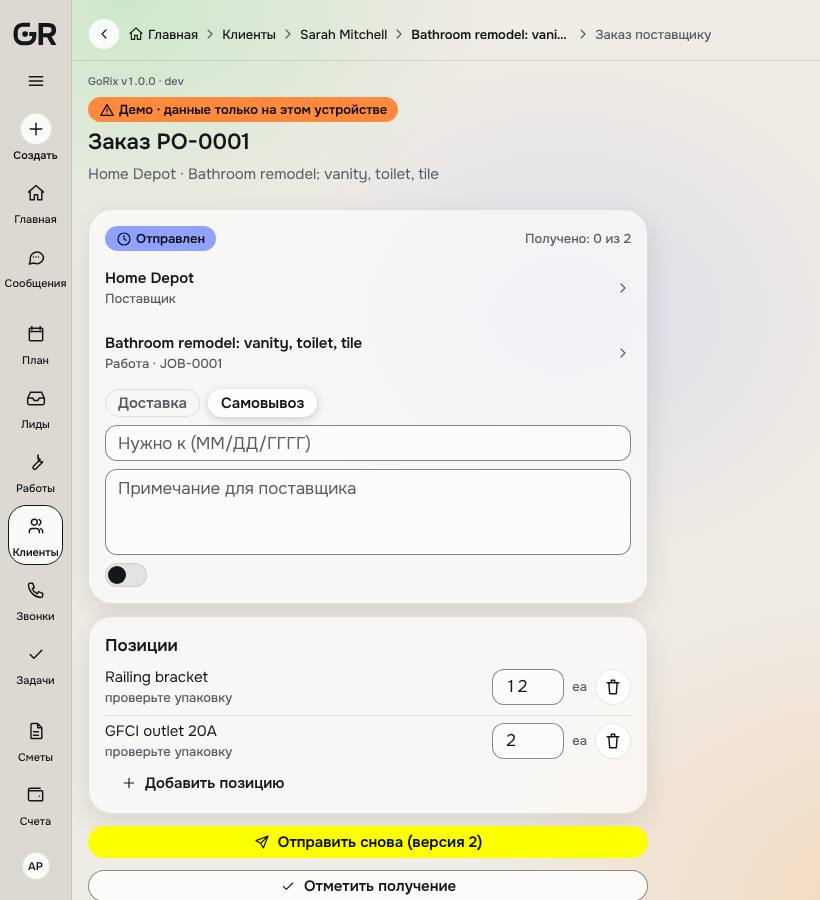 GR
Главная
Клиенты
Sarah Mitchell
Bathroom remodel: vani...
Заказ поставщику
GoRix v1.0.0 · dev
Демо · данные только на этом устройстве
Заказ PO-0001
Home Depot · Bathroom remodel: vanity, toilet, tile
Создать
Главная
Сообщения
План
Лиды
Работы
Клиенты
Звонки
Задачи
Сметы
Счета
AP
Отправлен
Получено: 0 из 2
Home Depot
Поставщик
Bathroom remodel: vanity, toilet, tile
Работа · JOB-0001
Доставка
Самовывоз
Нужно к (ММ/ДД/ГГГГ)
Примечание для поставщика
Позиции
Railing bracket
проверьте упаковку
12
ea
GFCI outlet 20A
проверьте упаковку
2
ea
Добавить позицию
Отправить снова (версия 2)
Отметить получение